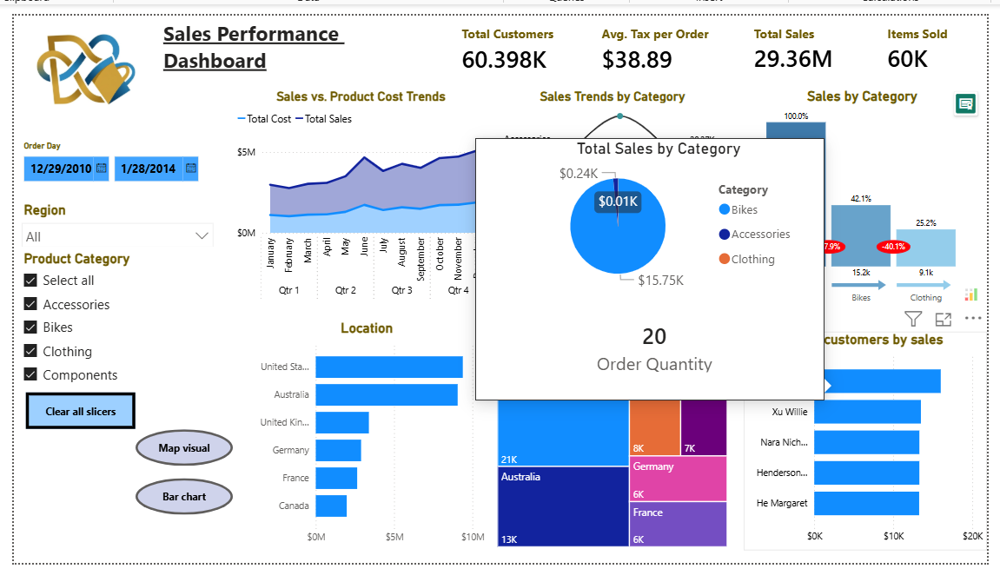 Sales Performance
Dashboard
Total Customers
60.398K
Avg. Tax per Order
$38.89
Total Sales
29.36M
Items Sold
60K
Order Day
12/29/2010
1/28/2014
Region
All
Product Category
Select all
Accessories
Bikes
Clothing
Components
Clear all slicers
Map visual
Bar chart
Sales vs. Product Cost Trends
Total Cost
Total Sales
$5M
$0M
January
February
March
April
May
June
July
August
September
October
November
Qtr 1
Qtr 2
Qtr 3
Qtr 4
Sales Trends by Category
Total Sales by Category
$0.24K
$0.01K
$15.75K
Category
Bikes
Accessories
Clothing
20
Order Quantity
Sales by Category
100.0%
42.1%
25.2%
7.9%
-40.1%
15.2k
9.1k
Bikes
Clothing
Location
United Sta...
Australia
United Kin...
Germany
France
Canada
$0M
$5M
$10M
21K
8K
7K
Australia
13K
Germany
6K
France
6K
customers by sales
Xu Willie
Nara Nich...
Henderson...
He Margaret
$0K
$10K
$20K